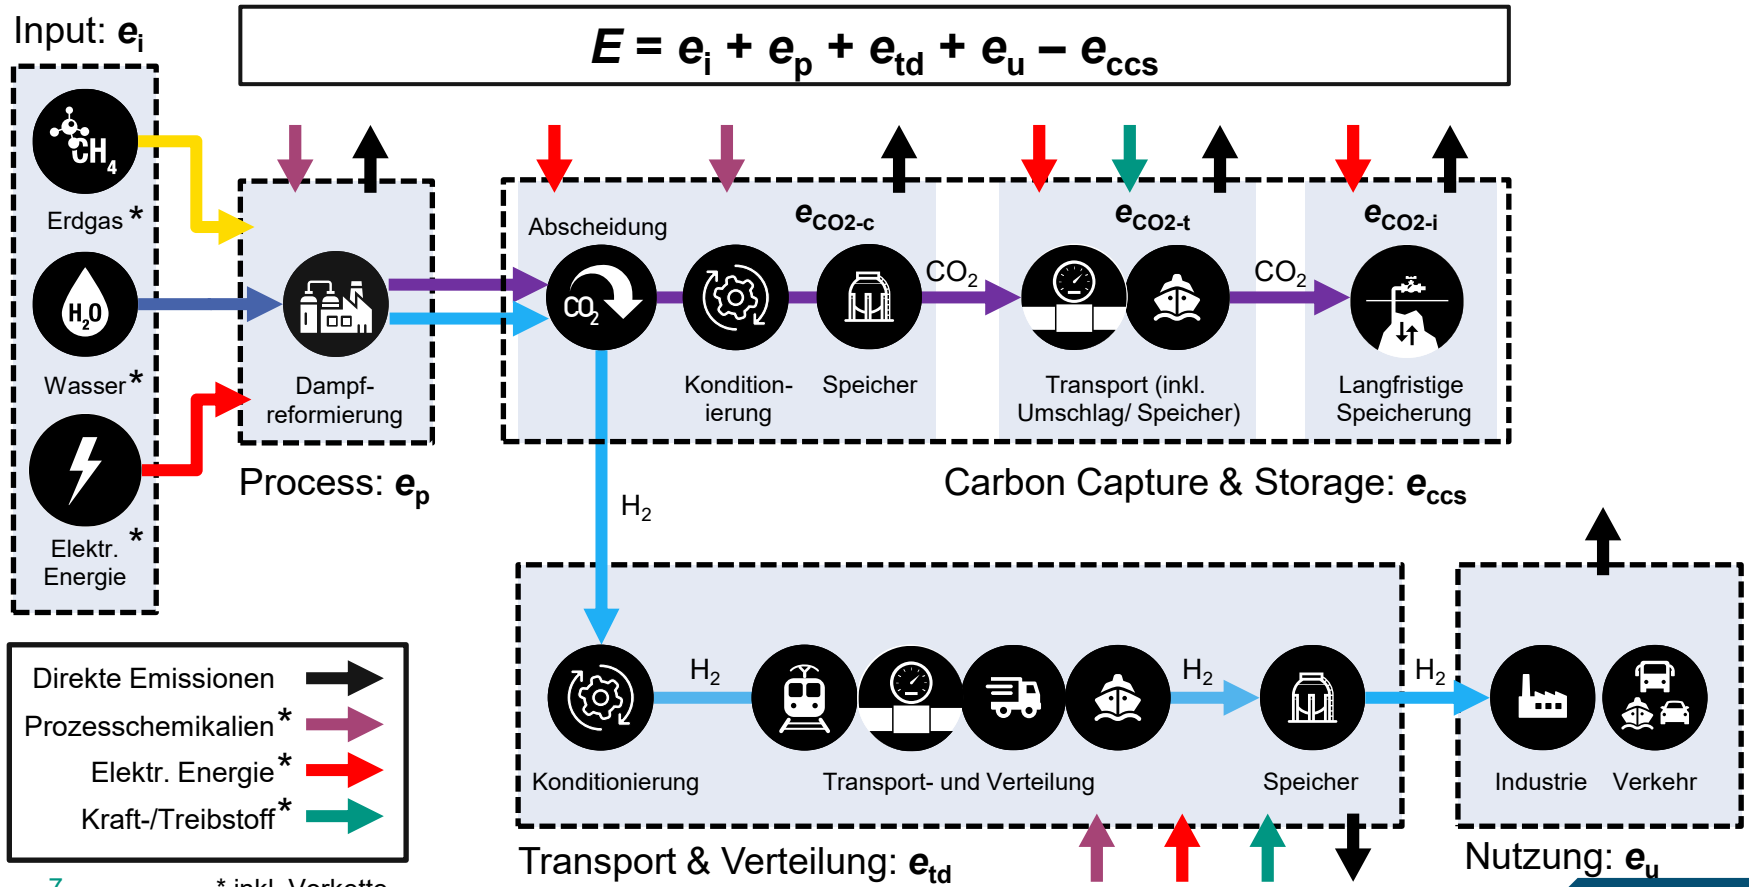 Input: ei
E = ei + ep + etd + eu – eccs
CH4
Erdgas *
H2O
Wasser *
Elektr. *
Energie
Dampf-
reformierung
Process: ep
Abscheidung
CO2
Kondition-
ierung
Speicher
eCO2-c
CO2
eCO2-t
Transport (inkl.
Umschlag/ Speicher)
CO2
eCO2-i
Langfristige
Speicherung
Carbon Capture & Storage: eccs
H2
Konditionierung
H2
Transport- und Verteilung
H2
Speicher
Transport & Verteilung: etd
H2
Industrie
Verkehr
Nutzung: eu
Direkte Emissionen
Prozesschemikalien *
Elektr. Energie *
Kraft-/Treibstoff *
7
* inkl. Vorkette